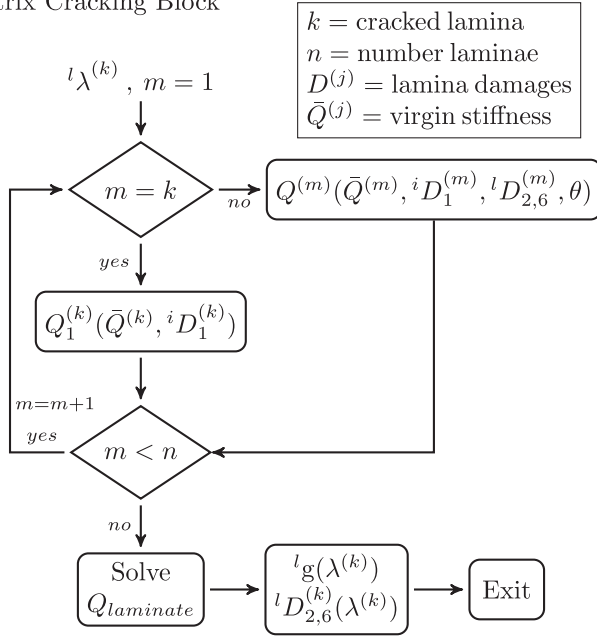 trix Cracking Block
k = cracked lamina
n = number laminae
D^(j) = lamina damages
Q̄^(j) = virgin stiffness
^lλ^(k) , m = 1
m = k
no
Q^(m)(Q̄^(m), ^iD_1^(m), ^lD_2,6^(m), θ)
yes
Q_1^(k)(Q̄^(k), ^iD_1^(k))
m=m+1
yes
m < n
no
Solve
Q_laminate
^lg(λ^(k))
^lD_2,6^(k)(λ^(k))
Exit